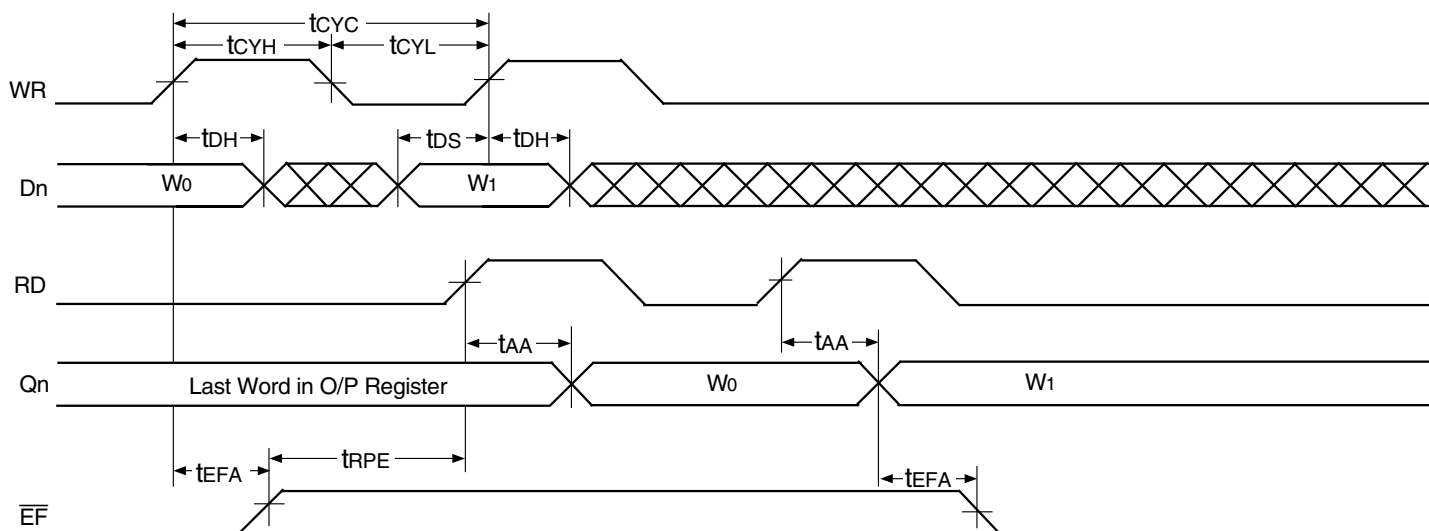 tCYC
tCYH tCYL
WR
tDH tDS tDH
Dn W0 W1
RD
tAA tAA
Qn Last Word in O/P Register W0 W1
tEFA tRPE tEFA
E̅F̅